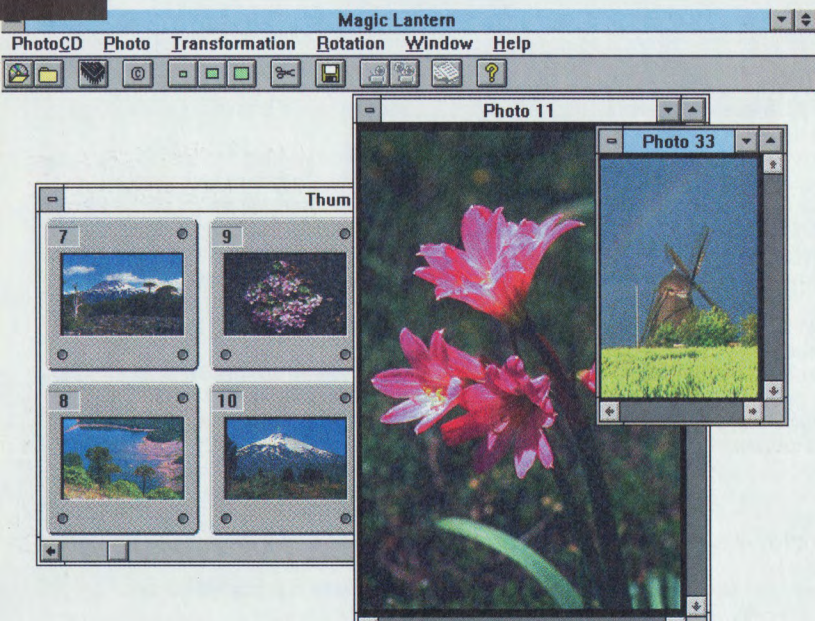 Magic Lantern
PhotoCD Photo Transformation Rotation Window Help
©
?
Photo 11
Photo 33
Thum
7
9
8
10